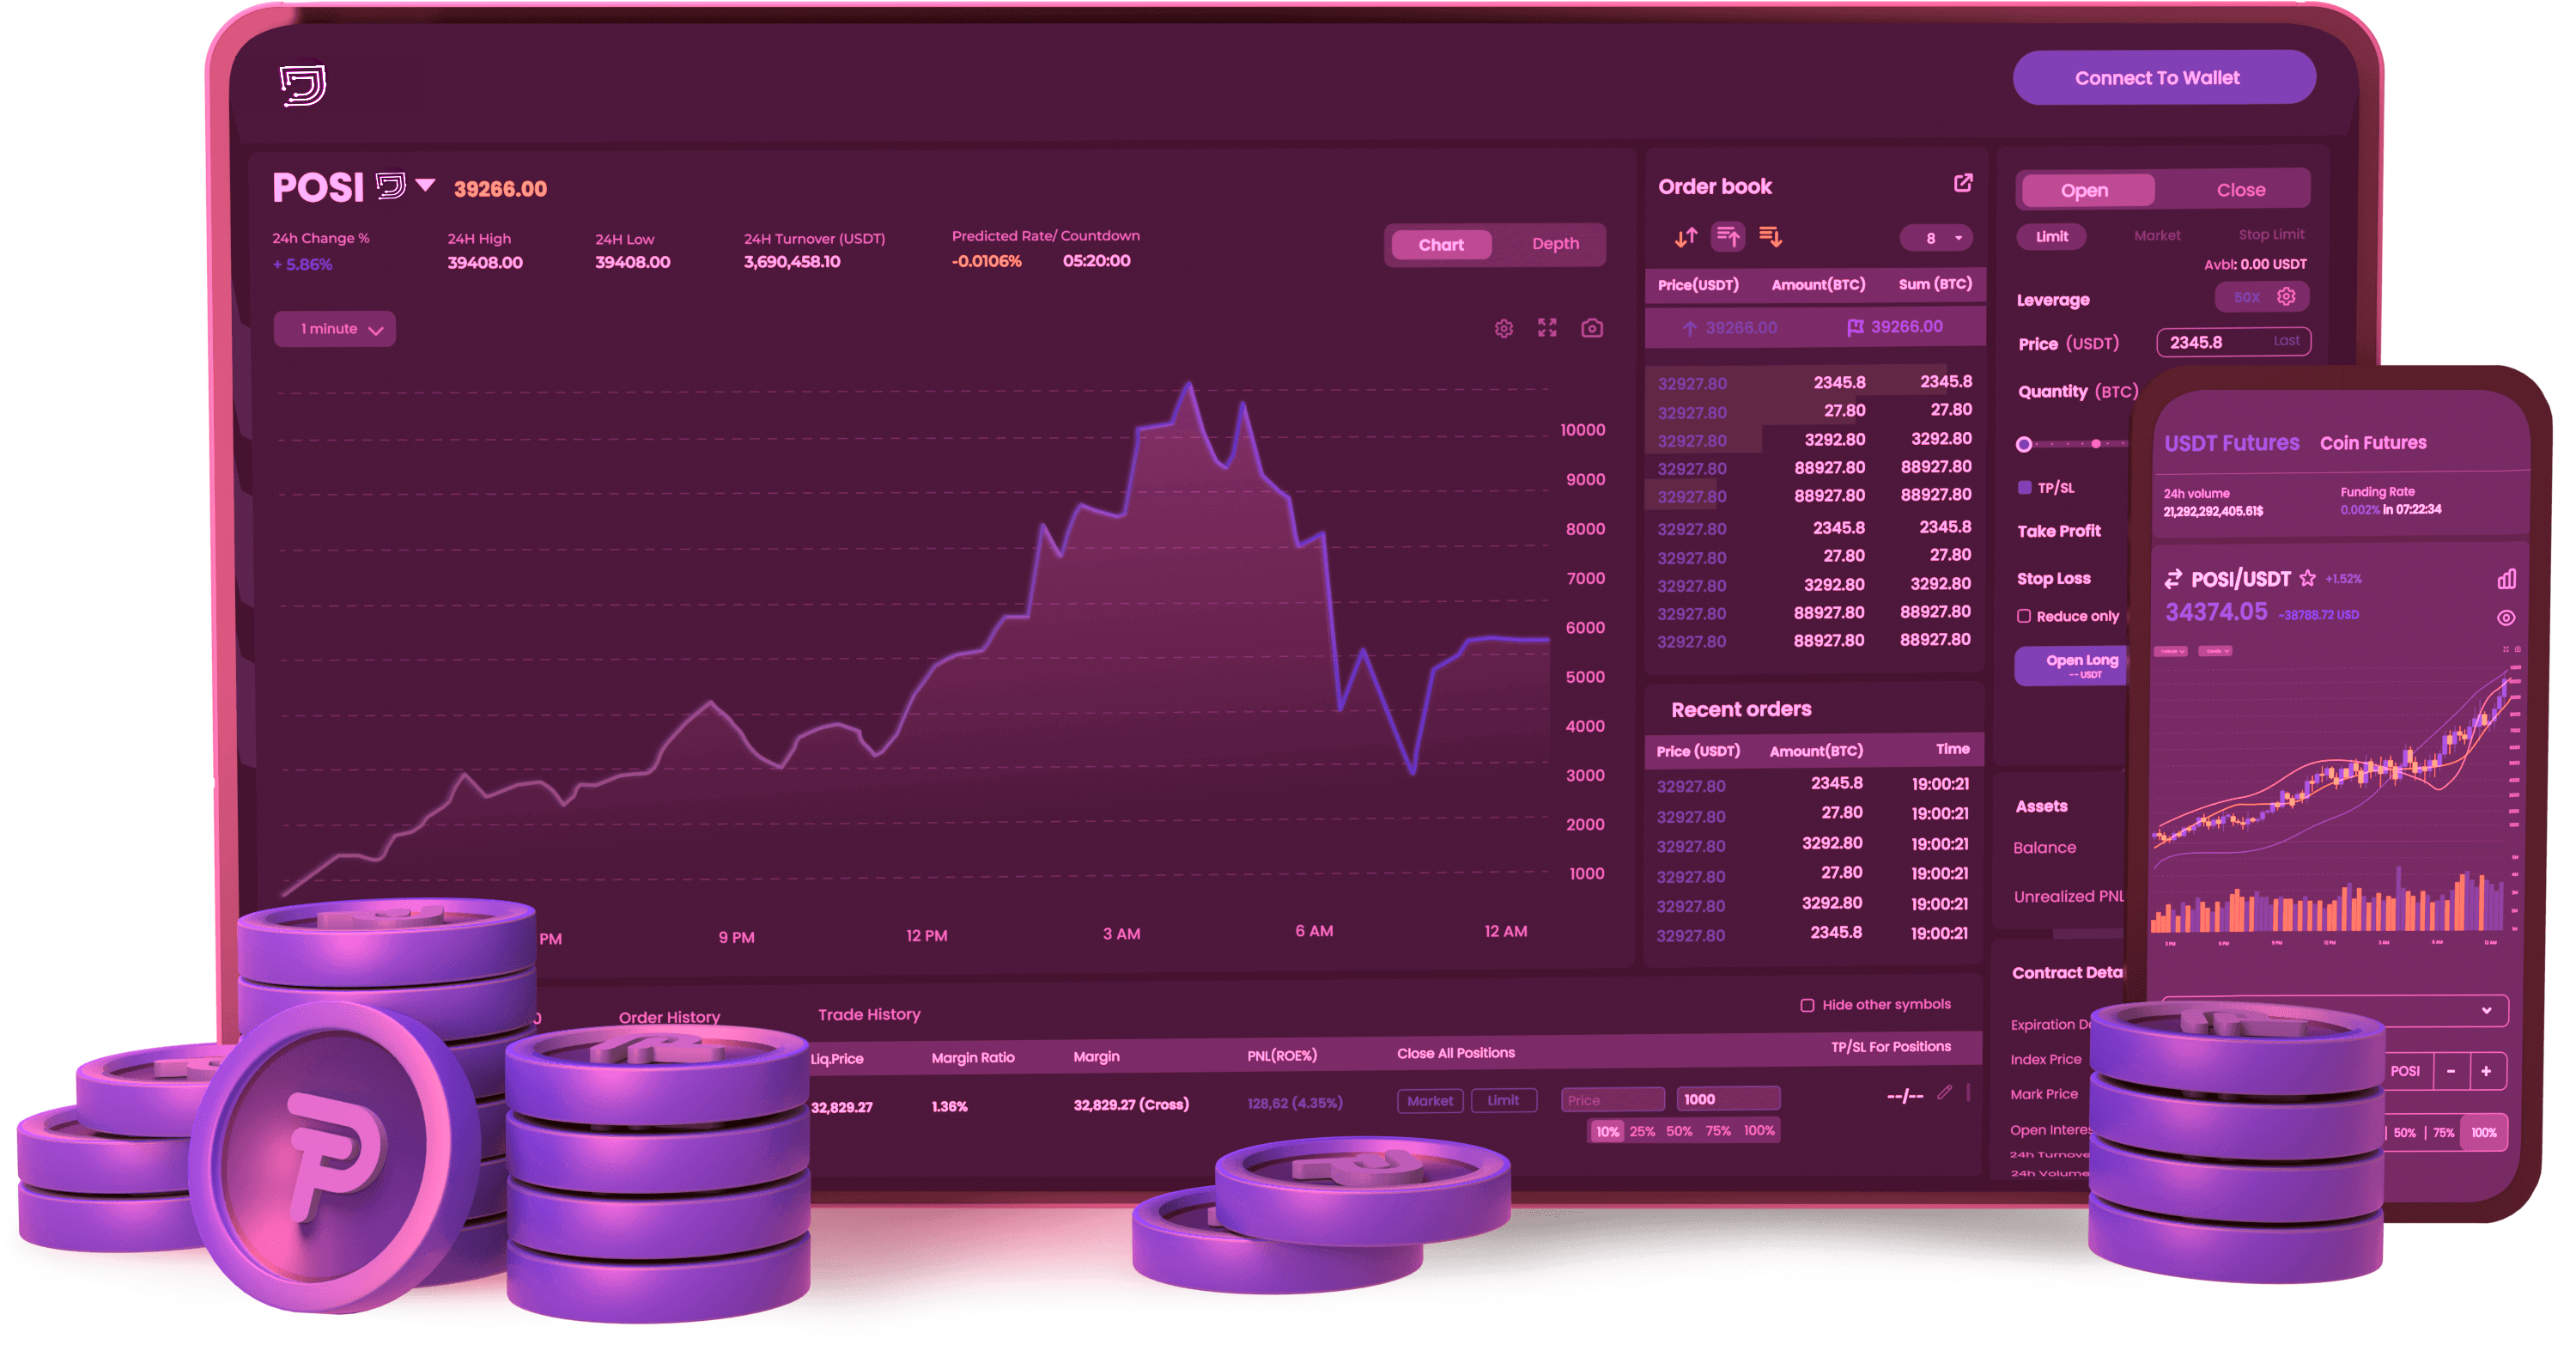 Connect To Wallet
POSI 39266.00
24h Change % 24H High 24H Low 24H Turnover (USDT) Predicted Rate/ Countdown
+ 5.86% 39408.00 39408.00 3,690,458.10 -0.0106% 05:20:00
Chart Depth
1 minute
10000
9000
8000
7000
6000
5000
4000
3000
2000
1000
PM 9 PM 12 PM 3 AM 6 AM 12 AM
Order book
8
Price(USDT) Amount(BTC) Sum (BTC)
39266.00 39266.00
32927.80 2345.8 2345.8
32927.80 27.80 27.80
32927.80 3292.80 3292.80
32927.80 88927.80 88927.80
32927.80 88927.80 88927.80
32927.80 2345.8 2345.8
32927.80 27.80 27.80
32927.80 3292.80 3292.80
32927.80 88927.80 88927.80
32927.80 88927.80 88927.80
Recent orders
Price (USDT) Amount(BTC) Time
32927.80 2345.8 19:00:21
32927.80 27.80 19:00:21
32927.80 3292.80 19:00:21
32927.80 27.80 19:00:21
32927.80 3292.80 19:00:21
32927.80 2345.8 19:00:21
Open Close
Limit Market Stop Limit
Avbl: 0.00 USDT
Leverage 50X
Price (USDT) 2345.8 Last
Quantity (BTC)
TP/SL
Take Profit
Stop Loss
Reduce only
Open Long
-- USDT
Assets
Balance
Unrealized PNL
Contract Deta
Expiration D
Index Price
Mark Price
Open Interes
24h Turnove
24h Volume
Order History Trade History Hide other symbols
Liq.Price Margin Ratio Margin PNL(ROE%) Close All Positions TP/SL For Positions
32,829.27 1.36% 32,829.27 (Cross) 128,62 (4.35%) Market Limit Price 1000 --/--
10% 25% 50% 75% 100%
USDT Futures Coin Futures
24h volume Funding Rate
21,292,292,405.61$ 0.002% in 07:22:34
POSI/USDT +1.52%
34374.05 ~38788.72 USD
3 PM 6 PM 9 PM 12 PM 3 AM 6 AM 12 AM
POSI - +
50% | 75% 100%